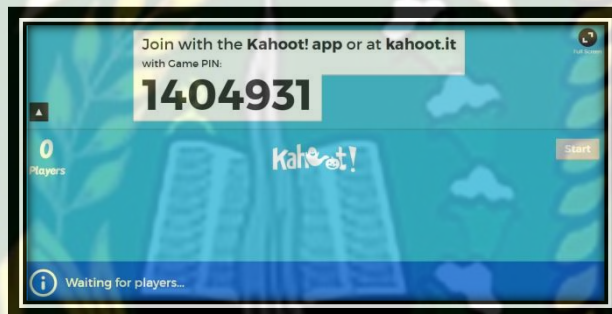 Join with the Kahoot! app or at kahoot.it
with Game PIN:
1404931
Full Screen
0
Players
Kahoot!
Start
Waiting for players...